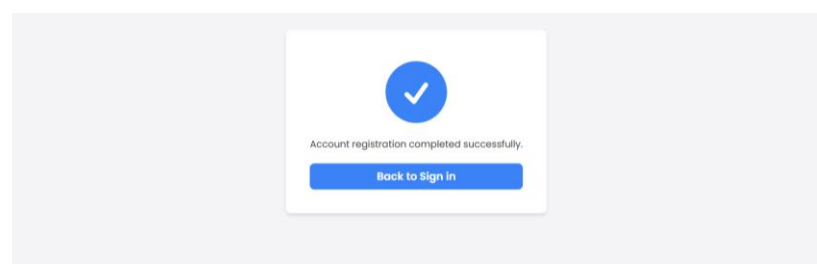 Account registration completed successfully.
Back to Sign in